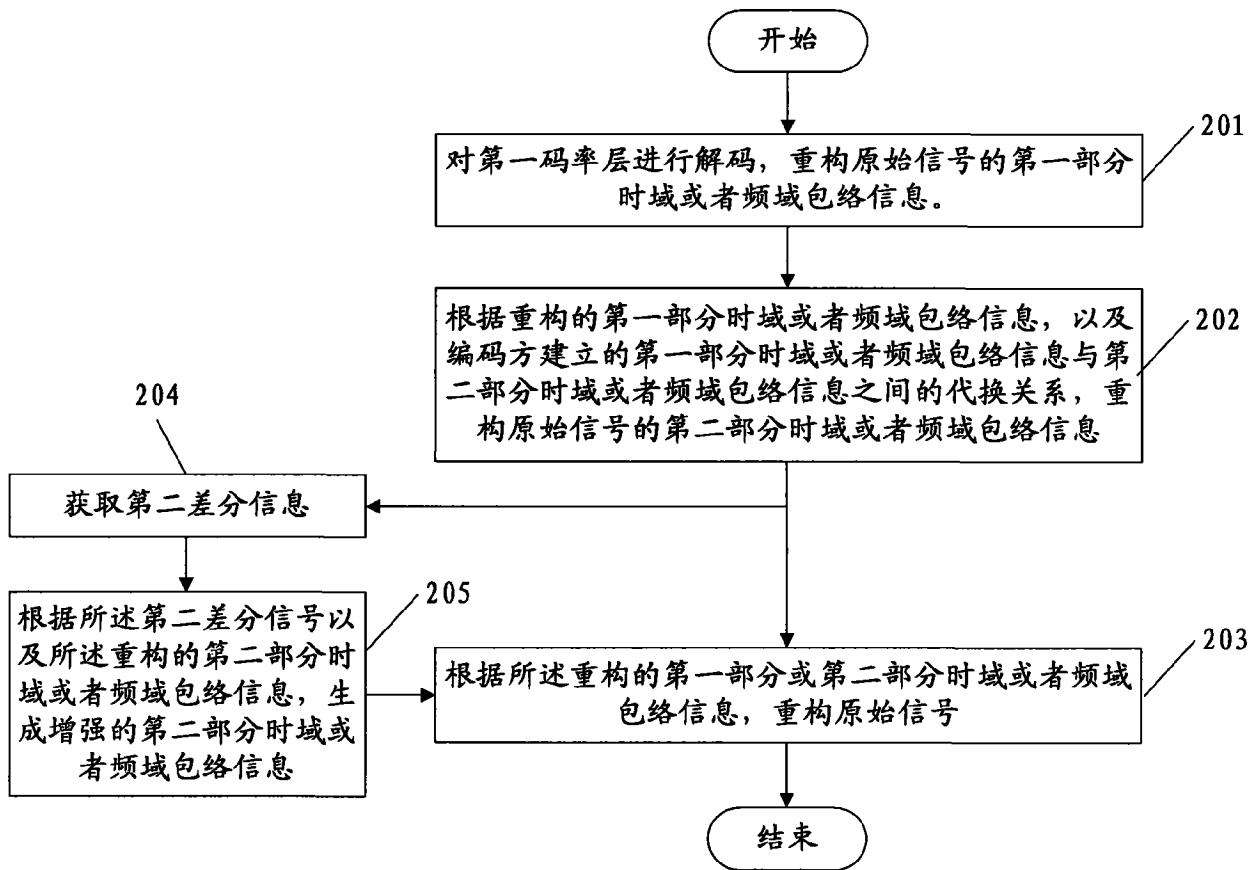 开始
201
对第一码率层进行解码，重构原始信号的第一部分
时域或者频域包络信息。
根据重构的第一部分时域或者频域包络信息，以及
编码方建立的第一部分时域或者频域包络信息与第
二部分时域或者频域包络信息之间的代换关系，重
构原始信号的第二部分时域或者频域包络信息
202
204
获取第二差分信息
205
根据所述第二差分信号以
及所述重构的第二部分时
域或者频域包络信息，生
成增强的第二部分时域或
者频域包络信息
203
根据所述重构的第一部分或第二部分时域或者频域
包络信息，重构原始信号
结束